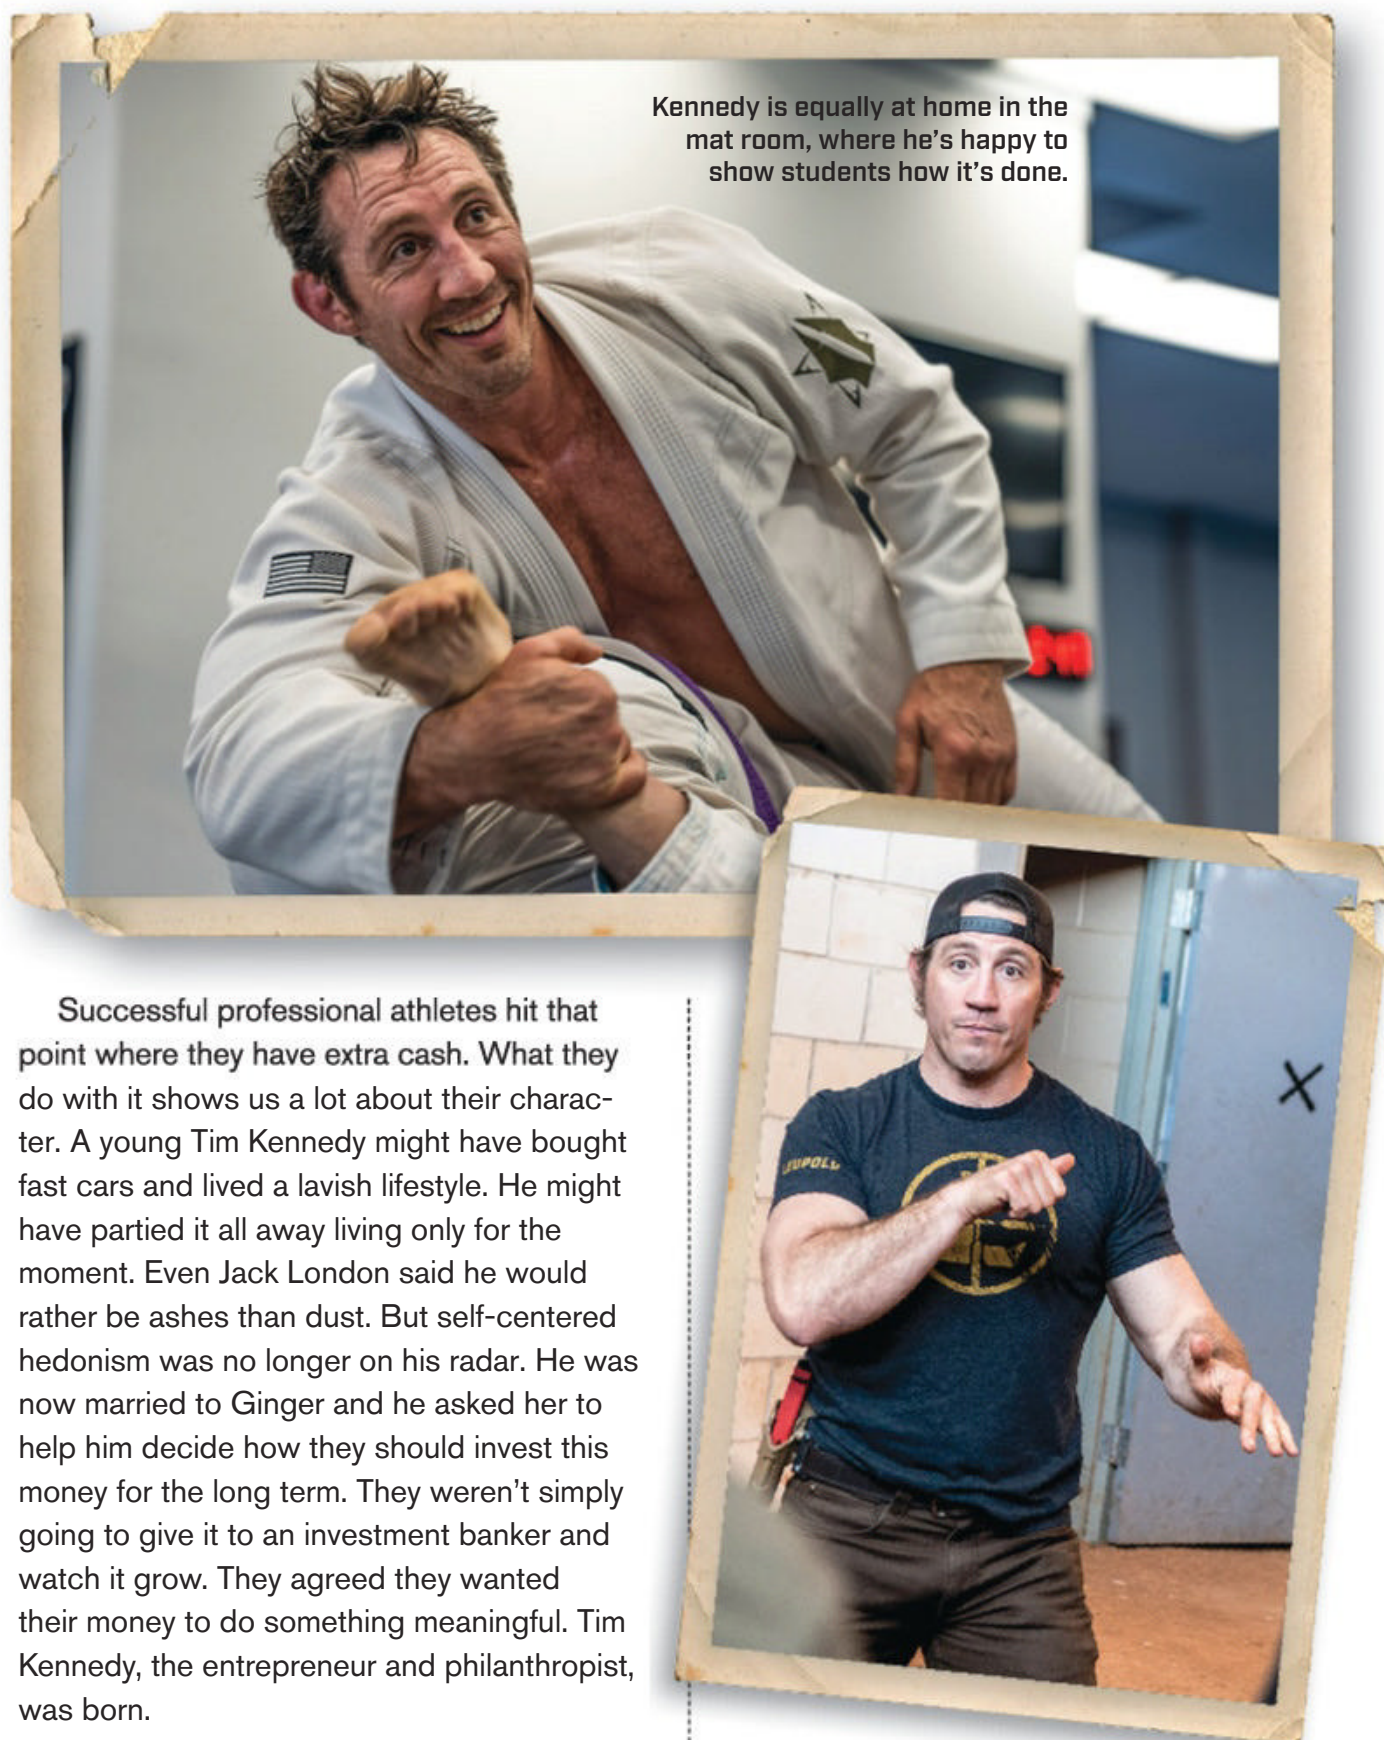 Kennedy is equally at home in the
mat room, where he's happy to
show students how it's done.
Successful professional athletes hit that
point where they have extra cash. What they
do with it shows us a lot about their charac-
ter. A young Tim Kennedy might have bought
fast cars and lived a lavish lifestyle. He might
have partied it all away living only for the
moment. Even Jack London said he would
rather be ashes than dust. But self-centered
hedonism was no longer on his radar. He was
now married to Ginger and he asked her to
help him decide how they should invest this
money for the long term. They weren't simply
going to give it to an investment banker and
watch it grow. They agreed they wanted
their money to do something meaningful. Tim
Kennedy, the entrepreneur and philanthropist,
was born.
LEUPOLD
X